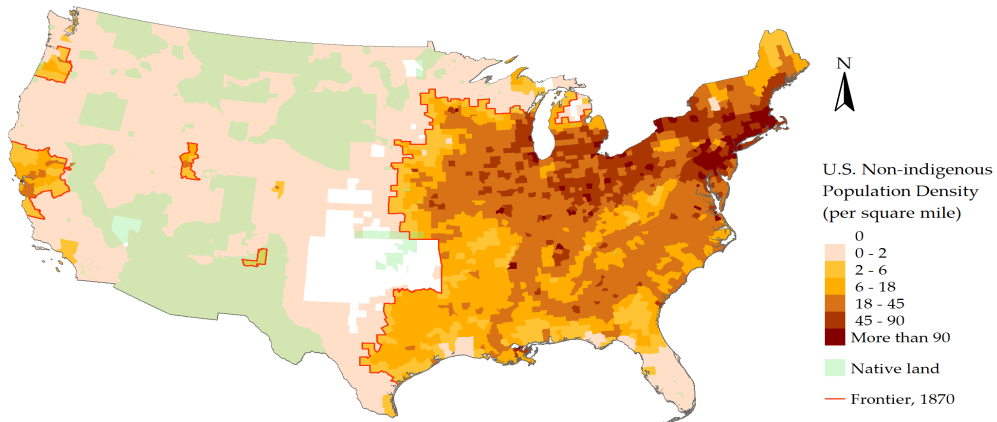 N
U.S. Non-indigenous
Population Density
(per square mile)
0
0 - 2
2 - 6
6 - 18
18 - 45
45 - 90
More than 90
Native land
Frontier, 1870